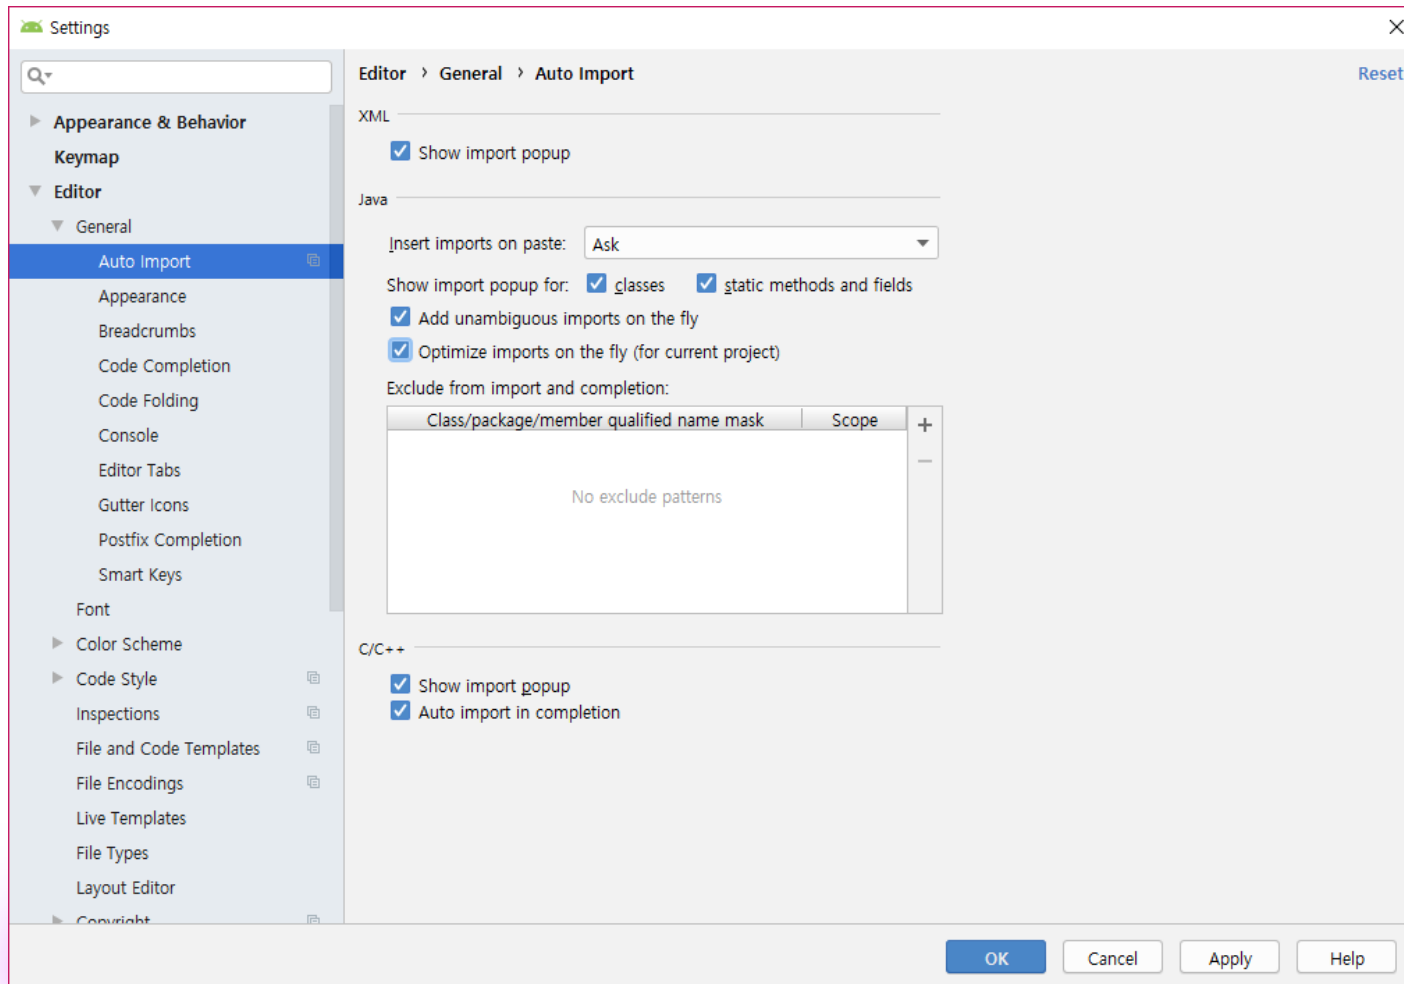 Settings
Editor › General › Auto Import
Reset
Appearance & Behavior
Keymap
Editor
General
Auto Import
Appearance
Breadcrumbs
Code Completion
Code Folding
Console
Editor Tabs
Gutter Icons
Postfix Completion
Smart Keys
Font
Color Scheme
Code Style
Inspections
File and Code Templates
File Encodings
Live Templates
File Types
Layout Editor
Copyright
XML
Show import popup
Java
Insert imports on paste: Ask
Show import popup for: classes static methods and fields
Add unambiguous imports on the fly
Optimize imports on the fly (for current project)
Exclude from import and completion:
Class/package/member qualified name mask Scope
No exclude patterns
C/C++
Show import popup
Auto import in completion
OK Cancel Apply Help